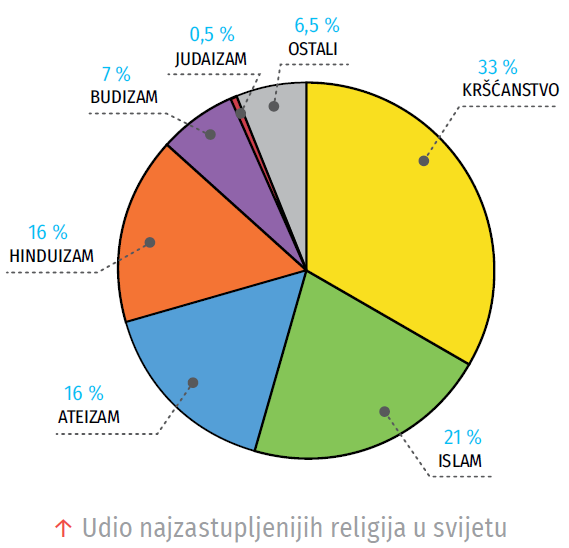 0,5 %
JUDAIZAM
6,5 %
OSTALI
7 %
BUDIZAM
33 %
KRŠĆANSTVO
16 %
HINDUIZAM
16 %
ATEIZAM
21 %
ISLAM
↑ Udio najzastupljenijih religija u svijetu